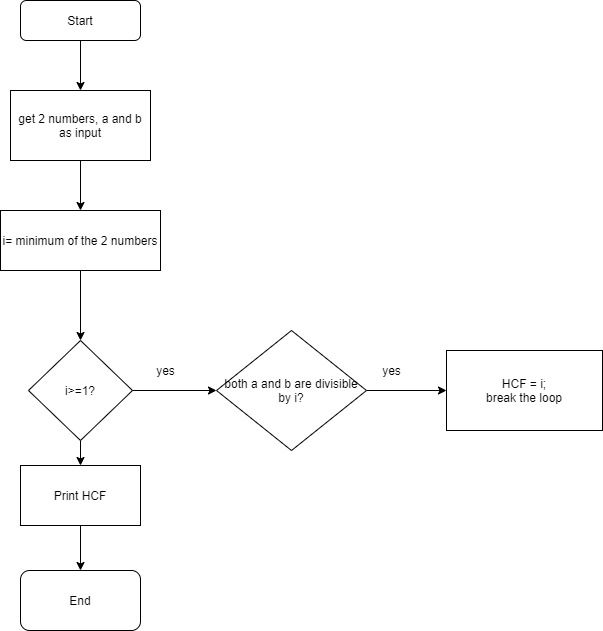 Start
get 2 numbers, a and b
as input
i= minimum of the 2 numbers
i>=1?
yes
both a and b are divisible
by i?
yes
HCF = i;
break the loop
Print HCF
End